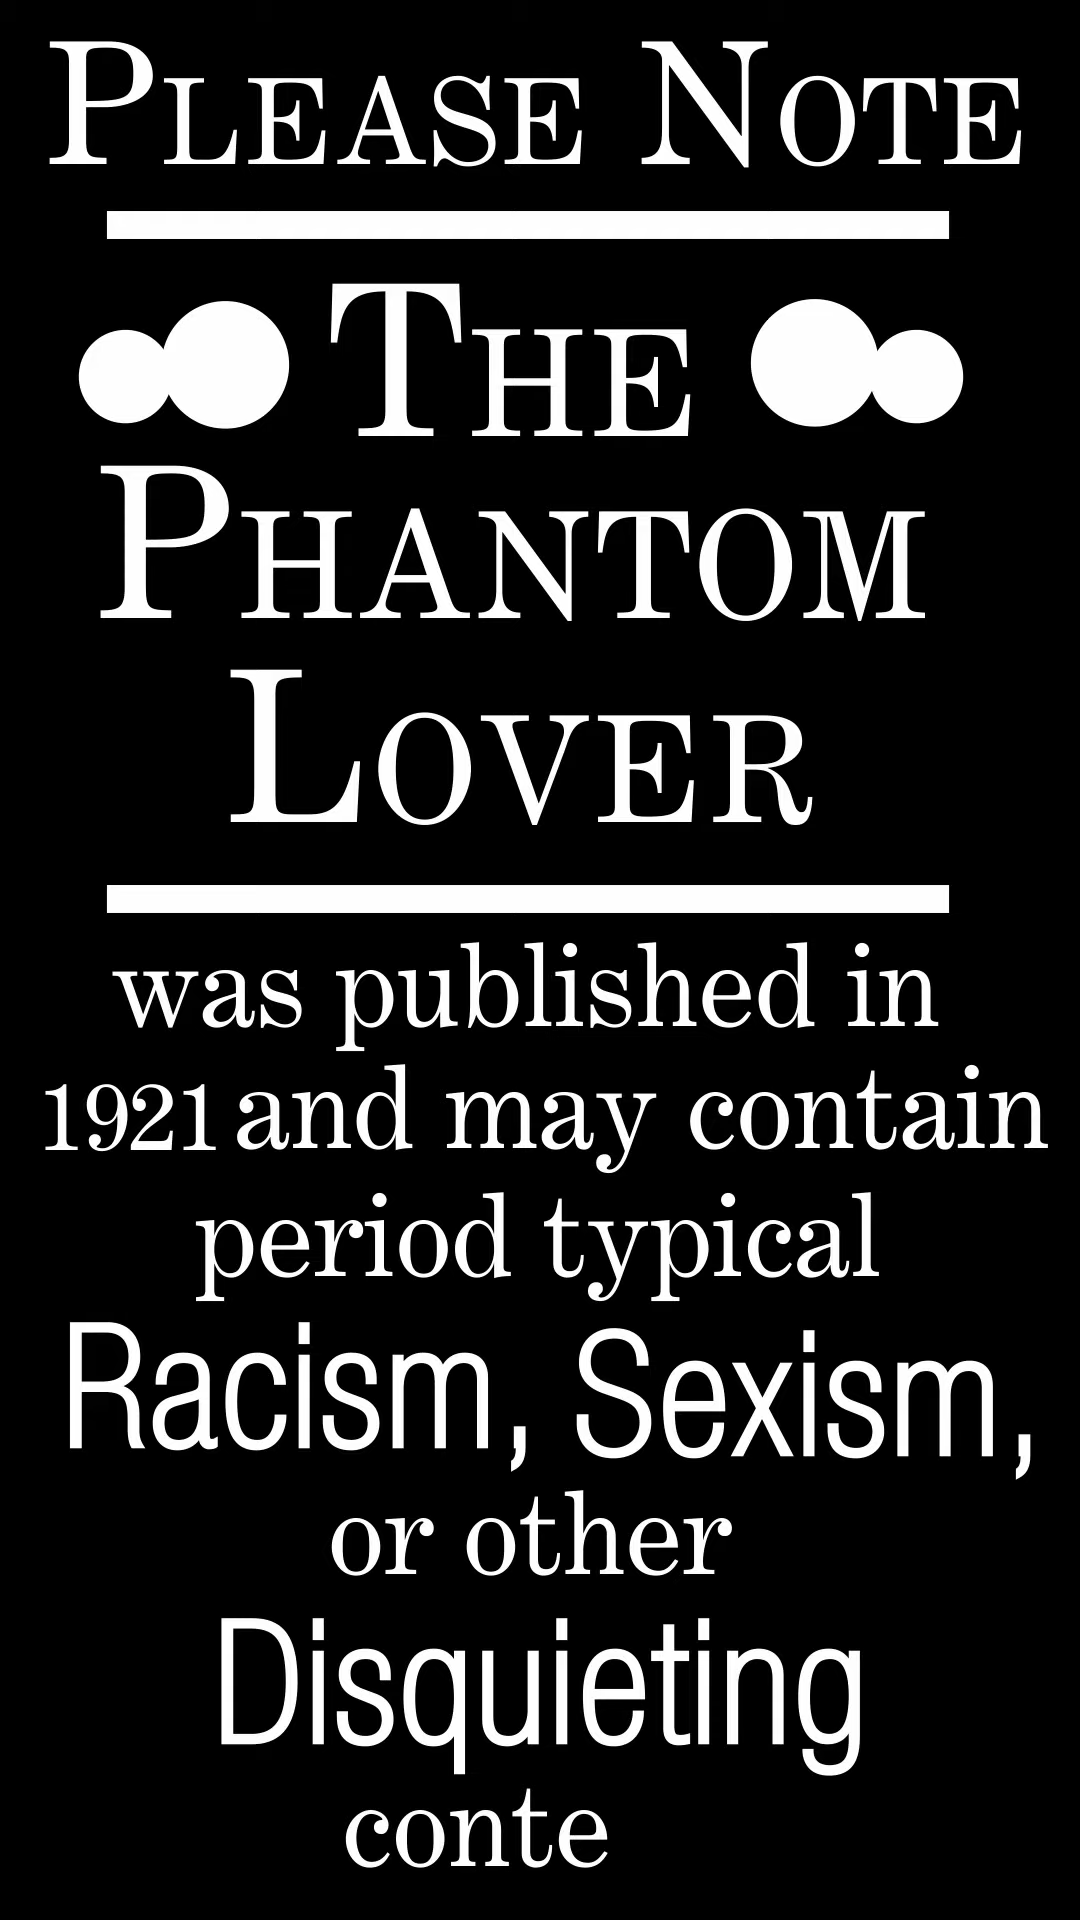 Please Note
The
Phantom
Lover
was published in
1921 and may contain
period typical
Racism, Sexism,
or other
Disquieting
conte